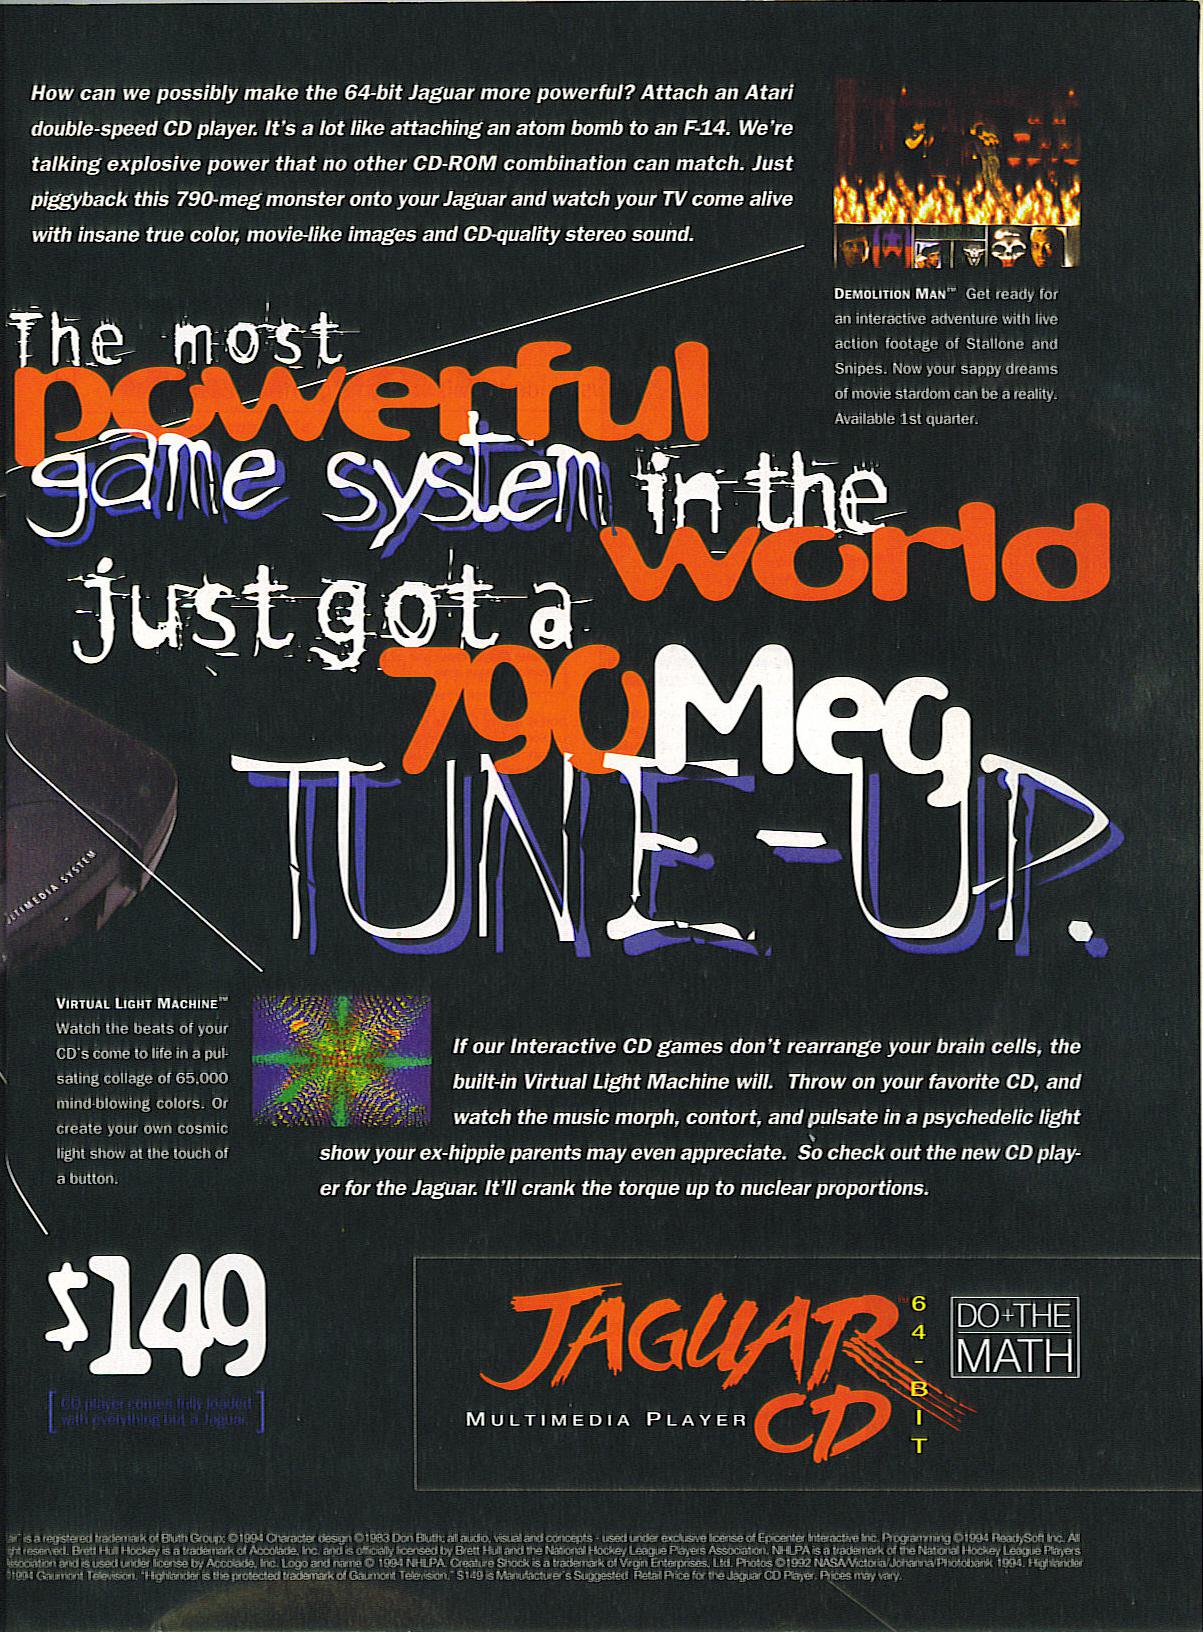 How can we possibly make the 64-bit Jaguar more powerful? Attach an Atari
double-speed CD player. It's a lot like attaching an atom bomb to an F-14. We're
talking explosive power that no other CD-ROM combination can match. Just
piggyback this 790-meg monster onto your Jaguar and watch your TV come alive
with insane true color, movie-like images and CD-quality stereo sound.
DEMOLITION MAN™ Get ready for
an interactive adventure with live
action footage of Stallone and
Snipes. Now your sappy dreams
of movie stardom can be a reality.
Available 1st quarter.
The most
powerful
game system in the
world
just got a
790 Meg
TUNE-UP.
LTIMEDIA SYSTEM
VIRTUAL LIGHT MACHINE™
Watch the beats of your
CD's come to life in a pul-
sating collage of 65,000
mind-blowing colors. Or
create your own cosmic
light show at the touch of
a button.
If our Interactive CD games don't rearrange your brain cells, the
built-in Virtual Light Machine will. Throw on your favorite CD, and
watch the music morph, contort, and pulsate in a psychedelic light
show your ex-hippie parents may even appreciate. So check out the new CD play-
er for the Jaguar. It'll crank the torque up to nuclear proportions.
$149
[CD player comes fully loaded
with everything but a Jaguar.]
JAGUAR™
CD
MULTIMEDIA PLAYER
64-BIT
DO+THE
MATH
air" is a registered trademark of Bluth Group; ©1994 Character design ©1983 Don Bluth; all audio, visual and concepts - used under exclusive license of Epicenter Interactive Inc. Programming ©1994 ReadySoft Inc. All
ght reserved. Brett Hull Hockey is a trademark of Accolade, Inc. and is officially licensed by Brett Hull and the National Hockey League Players Association. NHLPA is a trademark of the National Hockey League Players
Association and is used under license by Accolade, Inc. Logo and name © 1994 NHLPA. Creature Shock is a trademark of Virgin Enterprises, Ltd. Photos ©1992 NASA/Victoria/Johanna/Photobank 1994. Highlander
©1994 Gaumont Television. "Highlander is the protected trademark of Gaumont Television." $149 is Manufacturer's Suggested Retail Price for the Jaguar CD Player. Prices may vary.